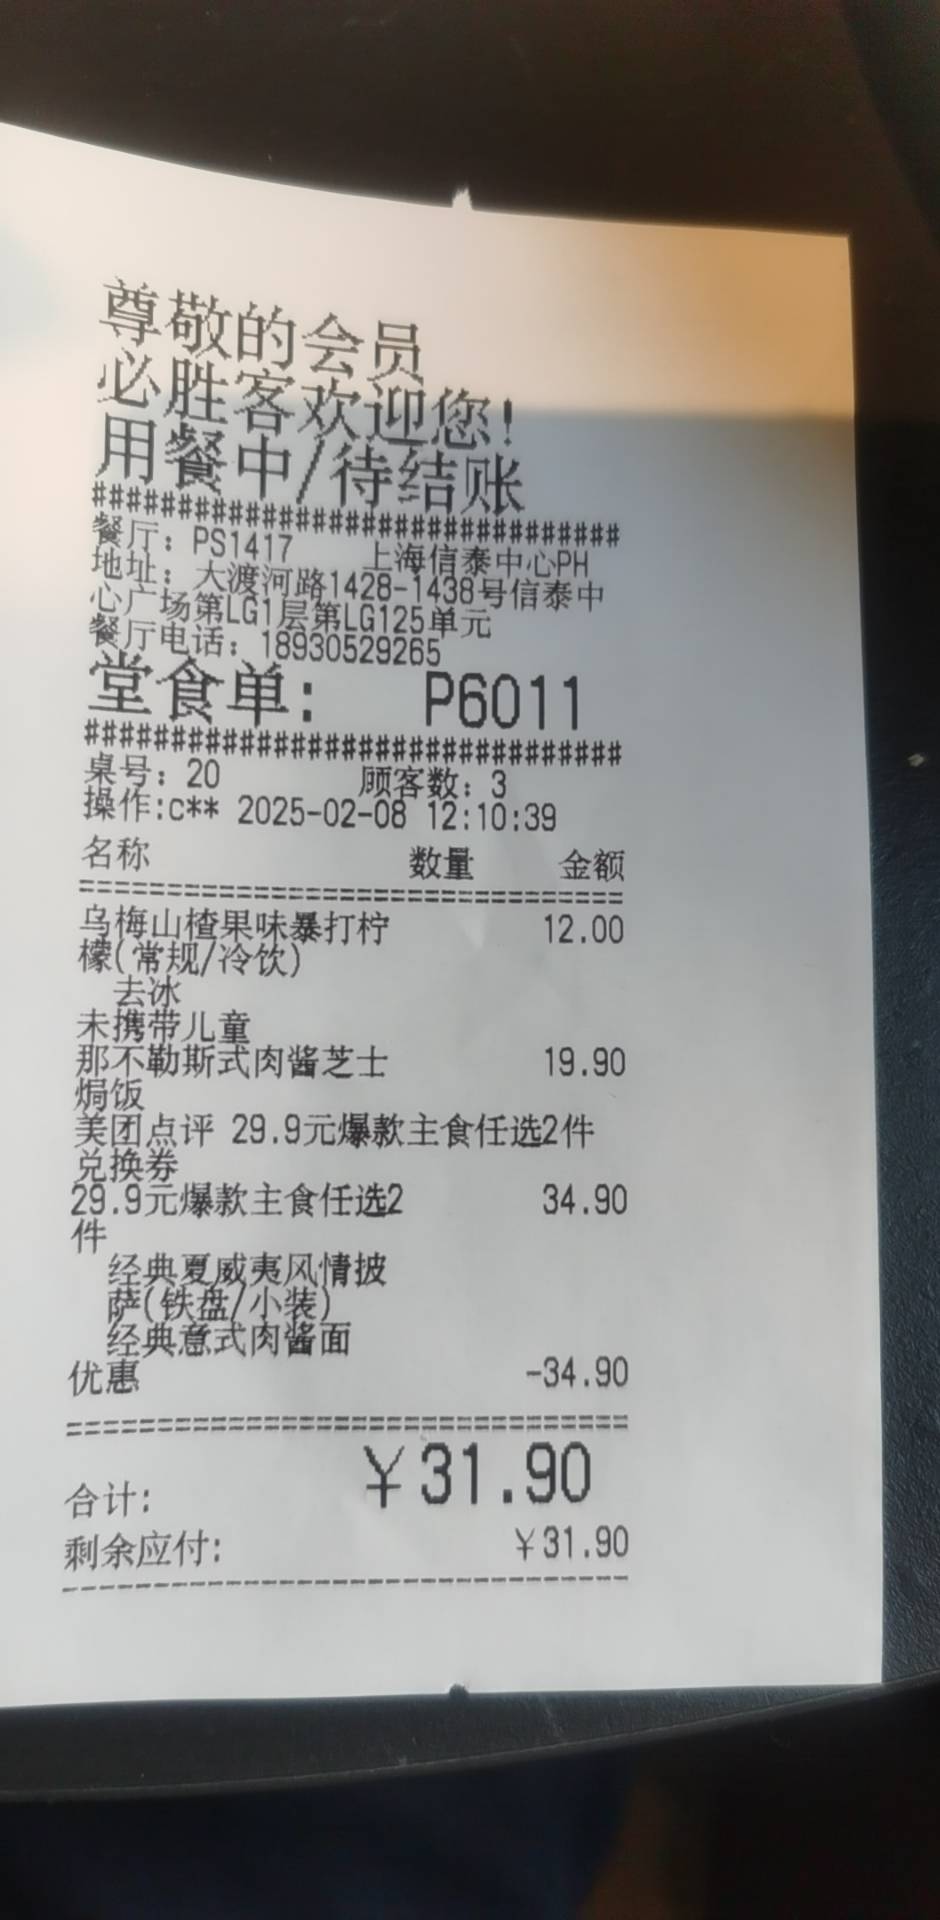 尊敬的会员
必胜客欢迎您!
用餐中/待结账
###############################
餐厅: PS1417 上海信泰中心PH
地址: 大渡河路1428-1438号信泰中
心广场第LG1层第LG125单元
餐厅电话: 18930529265
堂食单: P6011
###############################
桌号: 20 顾客数: 3
操作:c** 2025-02-08 12:10:39
名称 数量 金额
===============================
乌梅山楂果味暴打柠 12.00
檬(常规/冷饮)
去冰
未携带儿童
那不勒斯式肉酱芝士 19.90
焗饭
美团点评 29.9元爆款主食任选2件
兑换券
29.9元爆款主食任选2 34.90
件
经典夏威夷风情披
萨(铁盘/小装)
经典意式肉酱面
优惠 -34.90
===============================
合计: ¥31.90
剩余应付: ¥31.90
-------------------------------